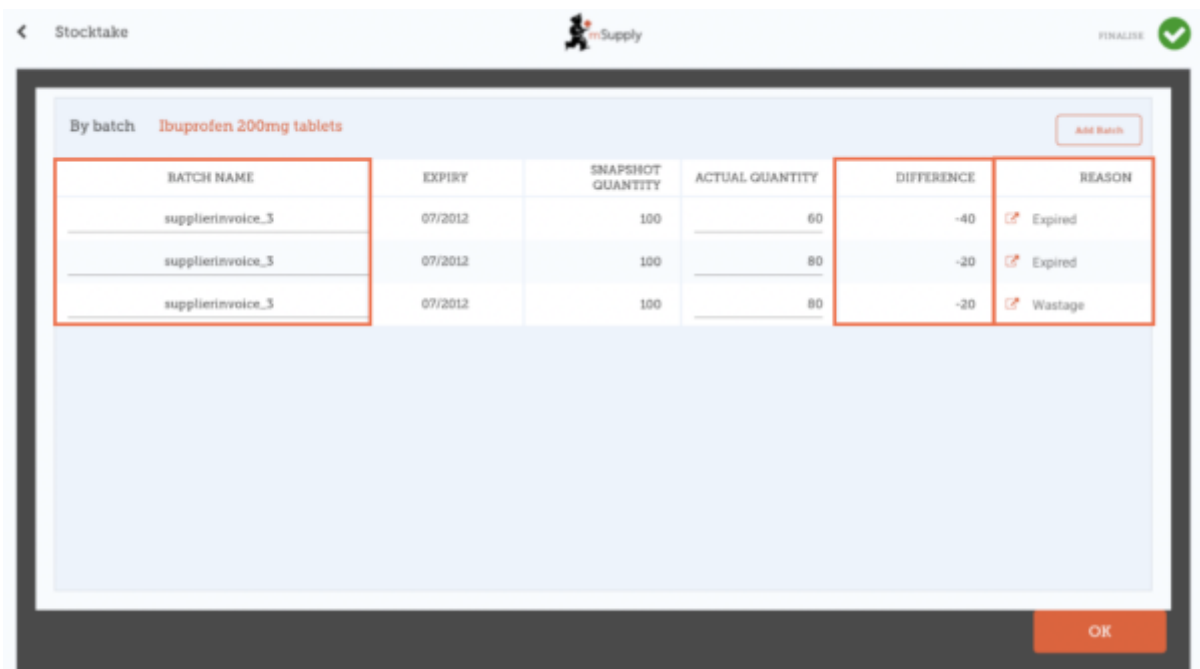 Stocktake mSupply FINALISE
By batch Ibuprofen 200mg tablets Add Batch
BATCH NAME EXPIRY SNAPSHOT QUANTITY ACTUAL QUANTITY DIFFERENCE REASON
supplierinvoice_3 07/2012 100 60 -40 Expired
supplierinvoice_3 07/2012 100 80 -20 Expired
supplierinvoice_3 07/2012 100 80 -20 Wastage
OK